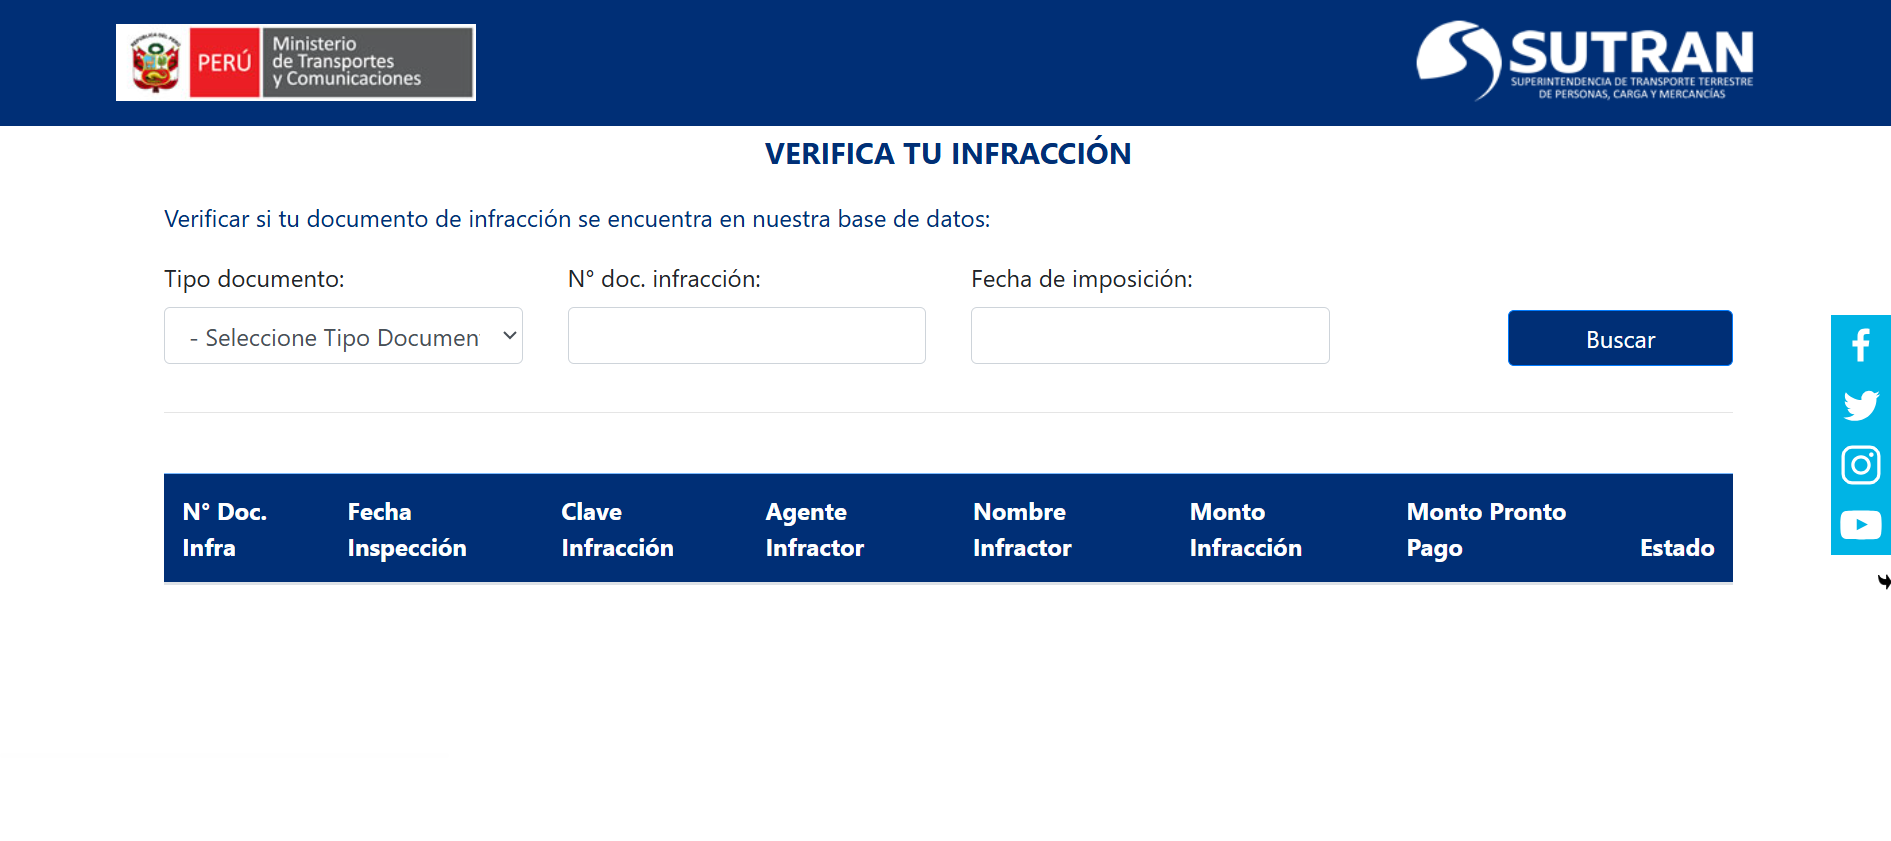 REPÚBLICA DEL PERÚ
PERÚ
Ministerio
de Transportes
y Comunicaciones
SUTRAN
SUPERINTENDENCIA DE TRANSPORTE TERRESTRE
DE PERSONAS, CARGA Y MERCANCÍAS
VERIFICA TU INFRACCIÓN
Verificar si tu documento de infracción se encuentra en nuestra base de datos:
Tipo documento:
N° doc. infracción:
Fecha de imposición:
- Seleccione Tipo Documen
Buscar
N° Doc.
Infra
Fecha
Inspección
Clave
Infracción
Agente
Infractor
Nombre
Infractor
Monto
Infracción
Monto Pronto
Pago
Estado